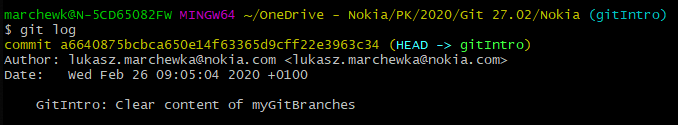 marchewk@N-5CD65082FW MINGW64 ~/OneDrive - Nokia/PK/2020/Git 27.02/Nokia (gitIntro)
$ git log
commit a6640875bcbca650e14f63365d9cff22e3963c34 (HEAD -> gitIntro)
Author: lukasz.marchewka@nokia.com <lukasz.marchewka@nokia.com>
Date:   Wed Feb 26 09:05:04 2020 +0100
    GitIntro: Clear content of myGitBranches